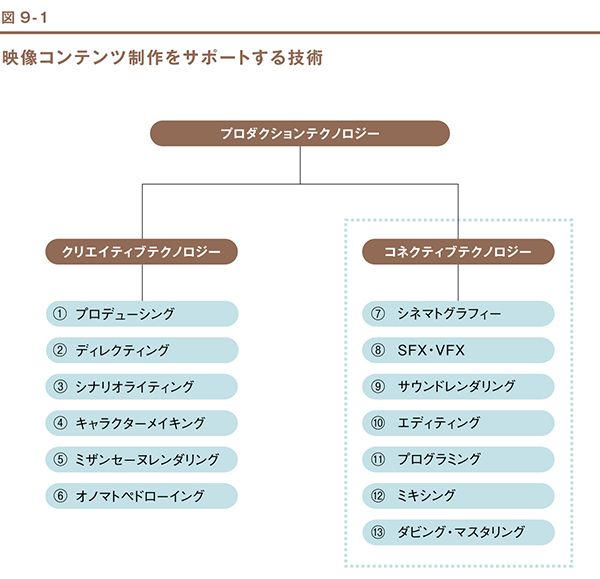 図 9-1
映像コンテンツ制作をサポートする技術
プロダクションテクノロジー
クリエイティブテクノロジー
① プロデューシング
② ディレクティング
③ シナリオライティング
④ キャラクターメイキング
⑤ ミザンセーヌレンダリング
⑥ オノマトペドローイング
コネクティブテクノロジー
⑦ シネマトグラフィー
⑧ SFX・VFX
⑨ サウンドレンダリング
⑩ エディティング
⑪ プログラミング
⑫ ミキシング
⑬ ダビング・マスタリング